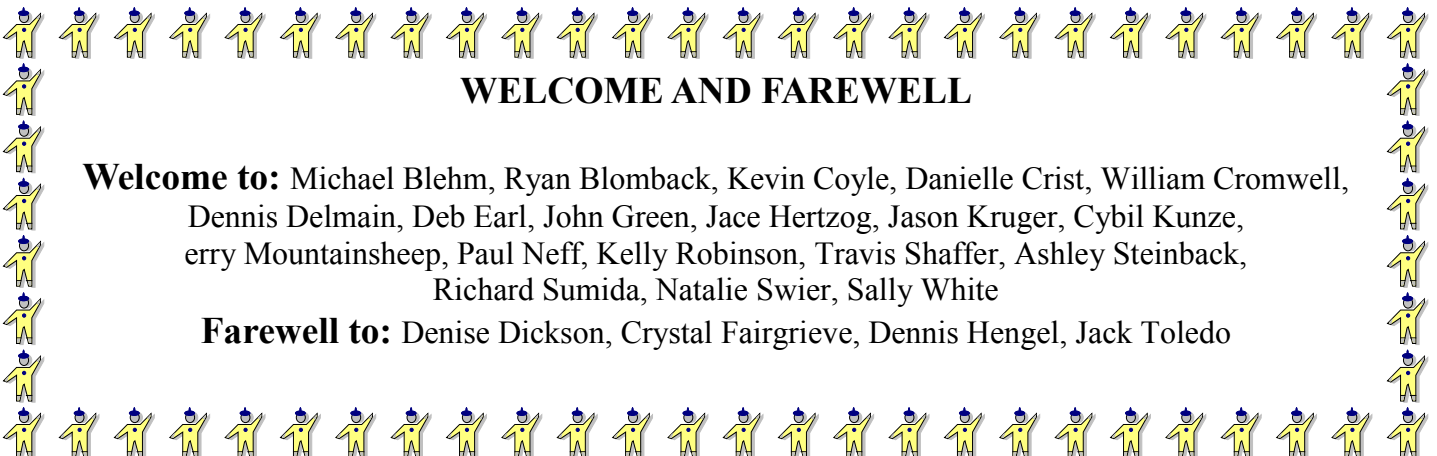 WELCOME AND FAREWELL
Welcome to: Michael Blehm, Ryan Blomback, Kevin Coyle, Danielle Crist, William Cromwell,
Dennis Delmain, Deb Earl, John Green, Jace Hertzog, Jason Kruger, Cybil Kunze,
erry Mountainsheep, Paul Neff, Kelly Robinson, Travis Shaffer, Ashley Steinback,
Richard Sumida, Natalie Swier, Sally White
Farewell to: Denise Dickson, Crystal Fairgrieve, Dennis Hengel, Jack Toledo